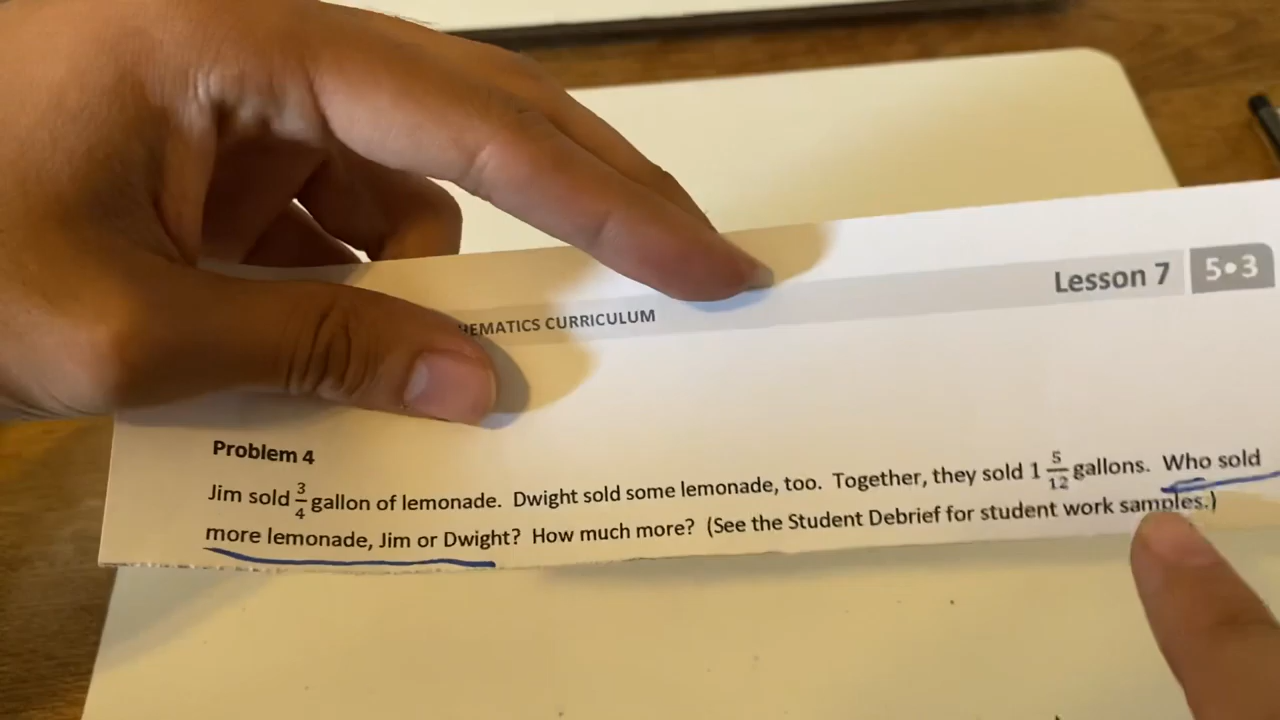 HEMATICS CURRICULUM
Lesson 7 5•3
Problem 4
Jim sold 3/4 gallon of lemonade. Dwight sold some lemonade, too. Together, they sold 1 5/12 gallons. Who sold
more lemonade, Jim or Dwight? How much more? (See the Student Debrief for student work samples.)